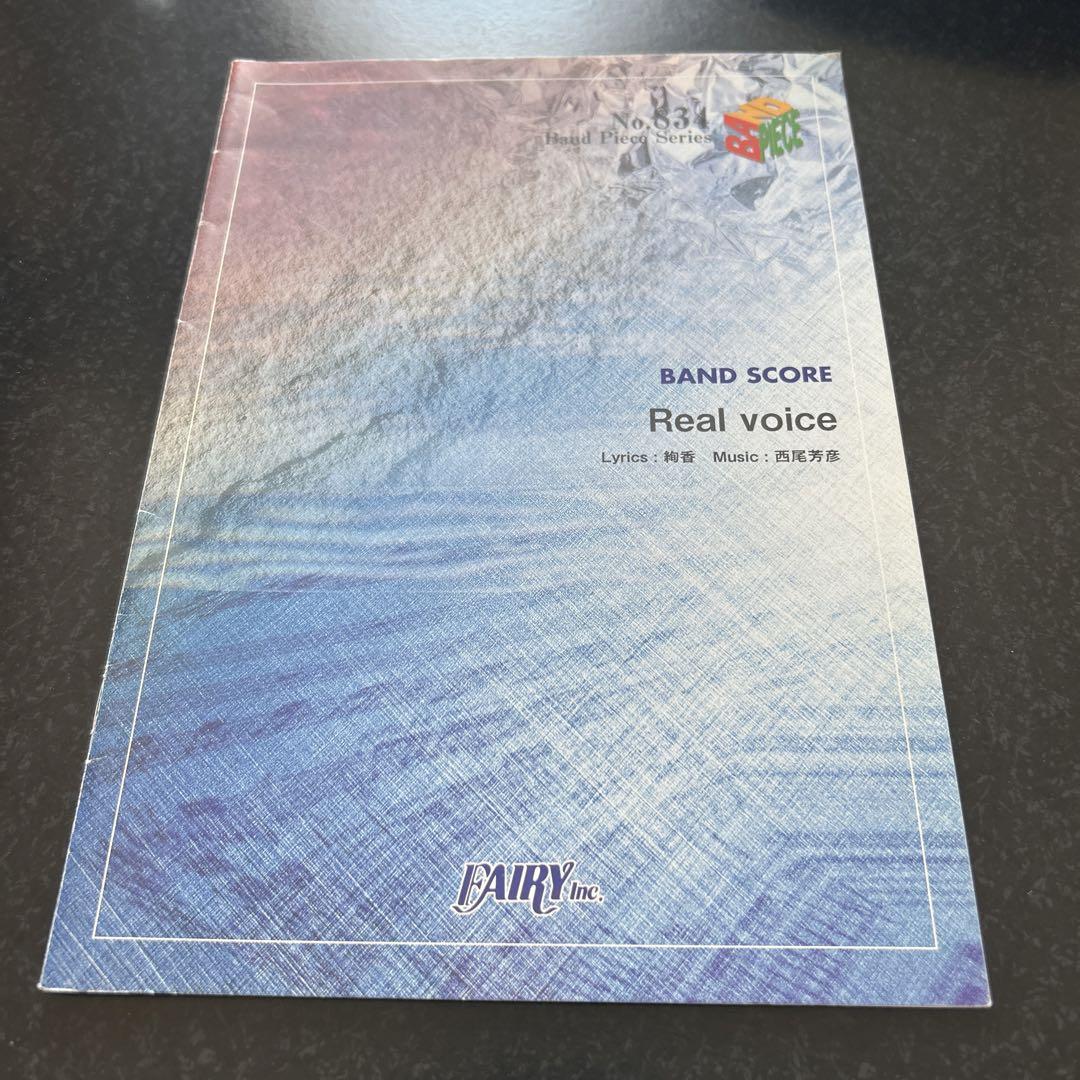 No.834
Band Piece Series
BAND PIECE
BAND SCORE
Real voice
Lyrics : 絢香　Music : 西尾芳彦
FAIRY Inc.